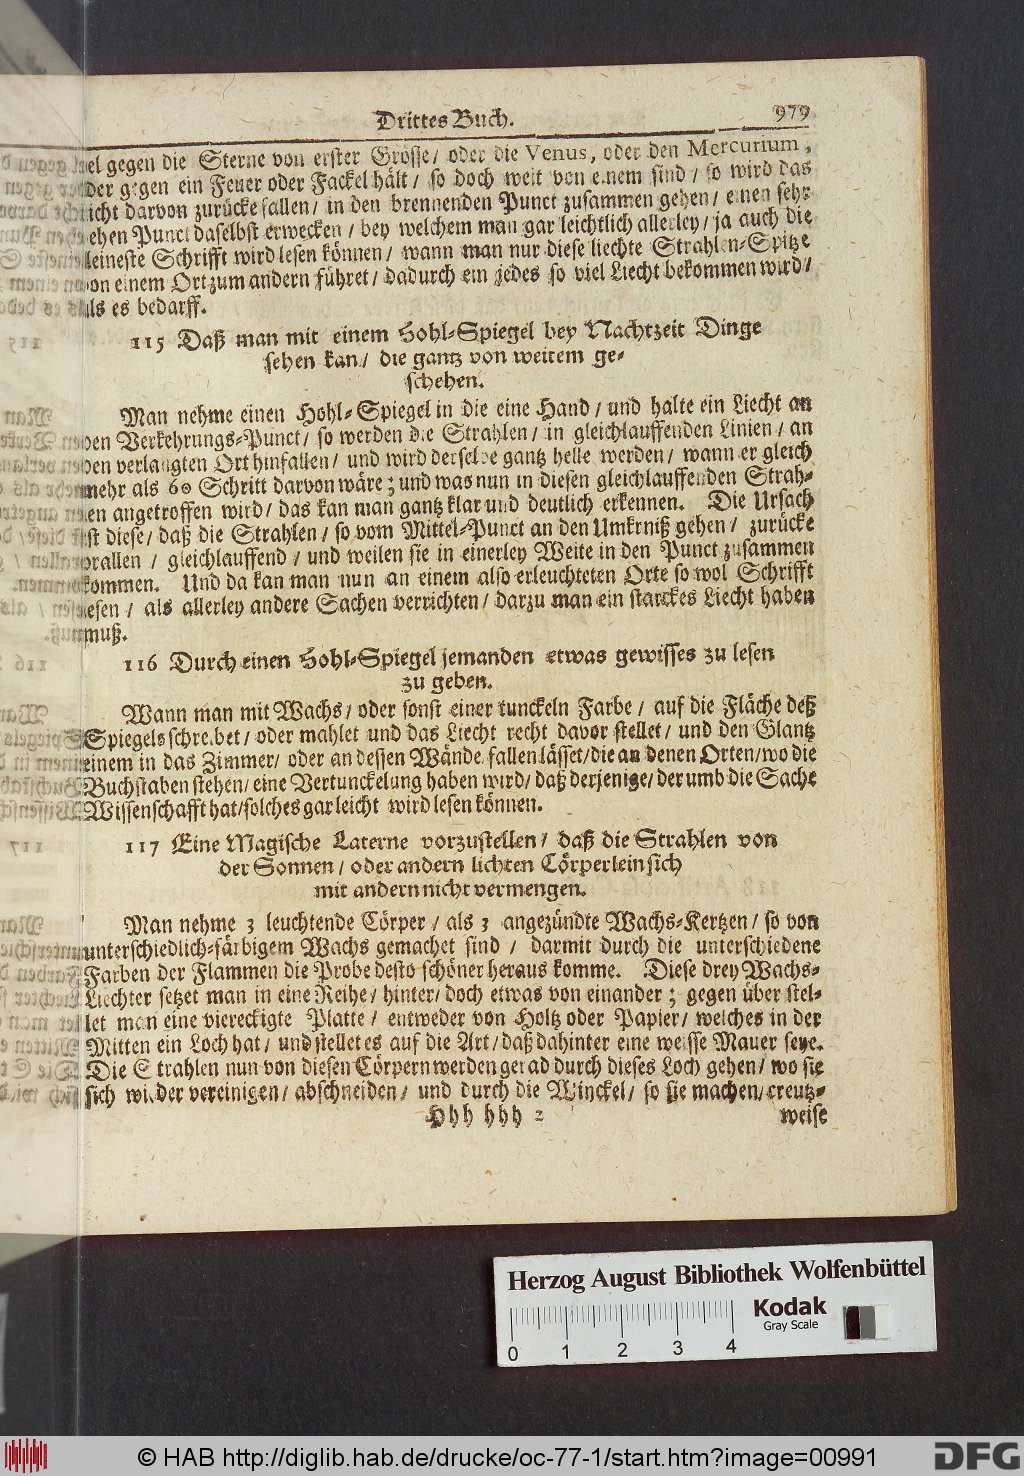 Drittes Buch. 979
el gegen die Sterne von erster Grösse/ oder die Venus, oder den Mercurium,
der gegen ein Feuer oder Fackel hält/ so doch weit von einem sind/ so wird das
icht darvon zurücke fallen/ in den brennenden Punct zusammen gehen/ einen sehr
ehen Punct daselbst erwecken/ bey welchem man gar leichtlich allerley/ ja auch die
leineste Schrifft wird lesen können/ wann man nur diese liechte Strahlen-Spitze
on einem Ort zum andern führet/ dadurch ein jedes so viel Liecht bekommen wird/
ls es bedarff.
115 Daß man mit einem Hohl-Spiegel bey Nachtzeit Dinge
sehen kan/ die gantz von weitem ge-
schehen.
Man nehme einen Hohl-Spiegel in die eine Hand/ und halte ein Liecht an
den Verkehrungs-Punct/ so werden die Strahlen/ in gleichlauffenden Linien/ an
den verlangten Ort hinfallen/ und wird derselbe gantz helle werden/ wann er gleich
mehr als 60 Schritt darvon wäre; und was nun in diesen gleichlauffenden Strah-
en angetroffen wird/ das kan man gantz klar und deutlich erkennen. Die Ursach
st diese/ daß die Strahlen/ so vom Mittel-Punct an den Umkrniß gehen/ zurücke
prallen/ gleichlauffend/ und weilen sie in einerley Weite in den Punct zusammen
kommen. Und da kan man nun an einem also erleuchteten Orte so wol Schrifft
esen/ als allerley andere Sachen verrichten/ darzu man ein starckes Liecht haben
muß.
116 Durch einen Hohl-Spiegel jemanden etwas gewisses zu lesen
zu geben.
Wann man mit Wachs/ oder sonst einer tunckeln Farbe/ auf die Fläche deß
Spiegels schreibet/ oder mahlet und das Liecht recht davor stellet/ und den Glantz
einem in das Zimmer/ oder an dessen Wände fallen lässet/ die an denen Orten/ wo die
Buchstaben stehen/ eine Vertunckelung haben wird/ daß derjenige/ der umb die Sache
Wissenschafft hat/ solches gar leicht wird lesen können.
117 Eine Magische Laterne vorzustellen/ daß die Strahlen von
der Sonnen/ oder andern lichten Cörperlein sich
mit andern nicht vermengen.
Man nehme 3 leuchtende Cörper/ als 3 angezündte Wachs-Kertzen/ so von
unterschiedlich-färbigem Wachs gemachet sind/ darmit durch die unterschiedene
Farben der Flammen die Probe desto schöner heraus komme. Diese drey Wachs-
Liechter setzet man in eine Reihe/ hinter/ doch etwas von einander; gegen über stel-
let man eine viereckigte Platte/ entweder von Holtz oder Papier/ welches in der
Mitten ein Loch hat/ und stellet es auf die Art/ daß dahinter eine weisse Mauer seye.
Die Strahlen nun von diesen Cörpern werden gerad durch dieses Loch gehen/ wo sie
sich wieder vereinigen/ abschneiden/ und durch die Winckel/ so sie machen/ creutz-
Hhh hhh 2 weise
Herzog August Bibliothek Wolfenbüttel
Kodak
Gray Scale
0 1 2 3 4
© HAB http://diglib.hab.de/drucke/oc-77-1/start.htm?image=00991
DFG